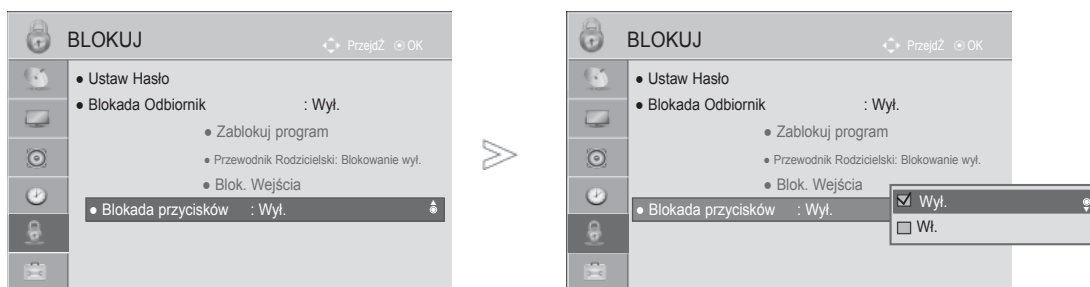 BLOKUJ
PrzejdŹ OK
● Ustaw Hasło
● Blokada Odbiornik : Wył.
● Zablokuj program
● Przewodnik Rodzicielski: Blokowanie wył.
● Blok. Wejścia
● Blokada przycisków : Wył.
BLOKUJ
PrzejdŹ OK
● Ustaw Hasło
● Blokada Odbiornik : Wył.
● Zablokuj program
● Przewodnik Rodzicielski: Blokowanie wył.
● Blok. Wejścia
● Blokada przycisków : Wył.
Wył.
Wł.